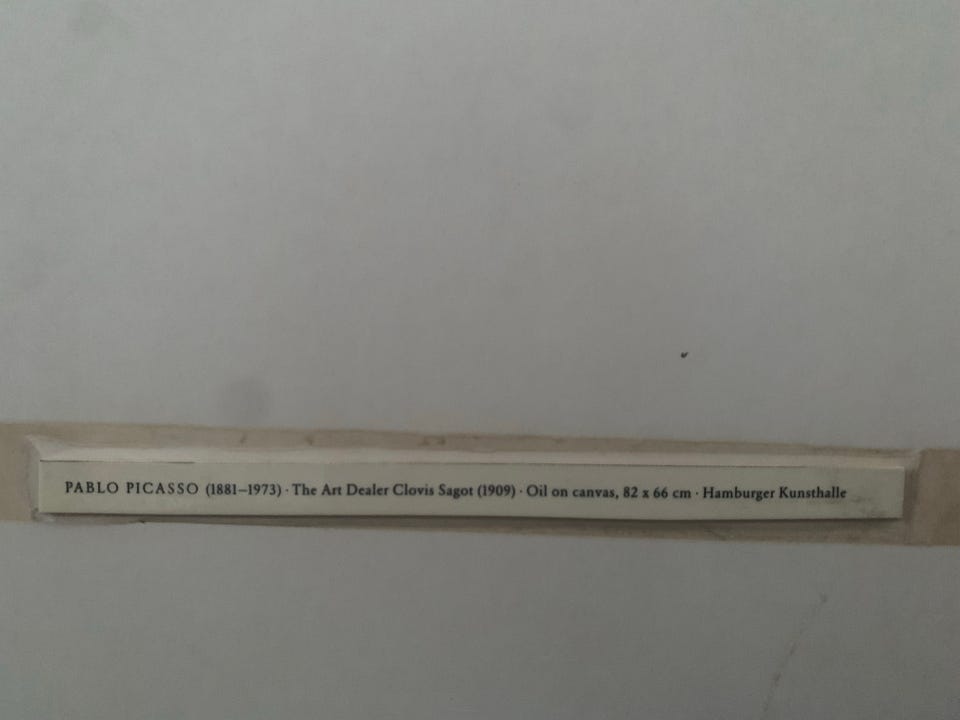 PABLO PICASSO (1881–1973) · The Art Dealer Clovis Sagot (1909) · Oil on canvas, 82 x 66 cm · Hamburger Kunsthalle